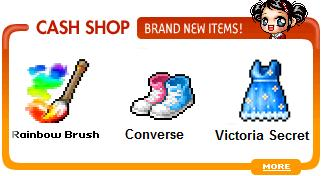 CASH SHOP BRAND NEW ITEMS!
Rainbow Brush Converse Victoria Secret
MORE